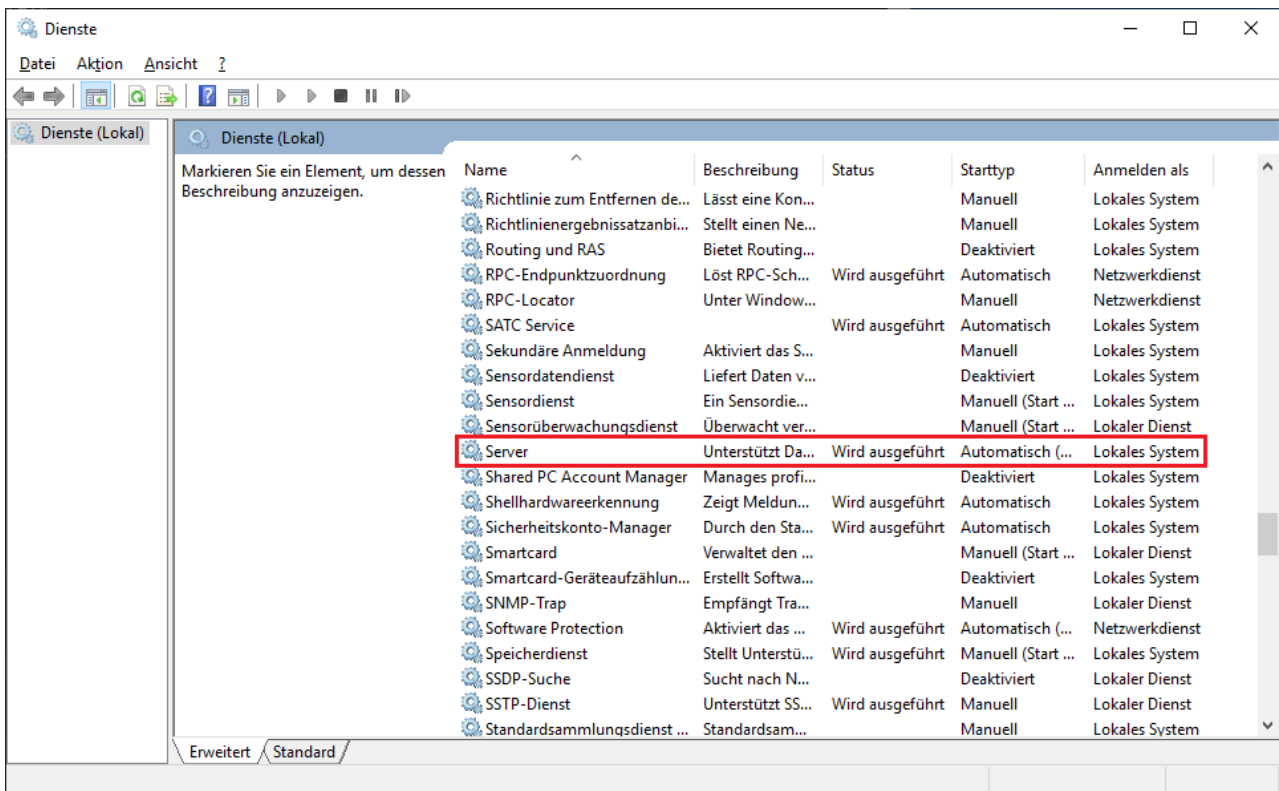 Dienste
Datei Aktion Ansicht ?
Dienste (Lokal)
Dienste (Lokal)
Markieren Sie ein Element, um dessen
Beschreibung anzuzeigen.
Name Beschreibung Status Starttyp Anmelden als
Richtlinie zum Entfernen de... Lässt eine Kon... Manuell Lokales System
Richtlinienergebnissatzanbi... Stellt einen Ne... Manuell Lokales System
Routing und RAS Bietet Routing... Deaktiviert Lokales System
RPC-Endpunktzuordnung Löst RPC-Sch... Wird ausgeführt Automatisch Netzwerkdienst
RPC-Locator Unter Window... Manuell Netzwerkdienst
SATC Service Wird ausgeführt Automatisch Lokales System
Sekundäre Anmeldung Aktiviert das S... Manuell Lokales System
Sensordatendienst Liefert Daten v... Deaktiviert Lokales System
Sensordienst Ein Sensordie... Manuell (Start ... Lokales System
Sensorüberwachungsdienst Überwacht ver... Manuell (Start ... Lokaler Dienst
Server Unterstützt Da... Wird ausgeführt Automatisch (... Lokales System
Shared PC Account Manager Manages profi... Deaktiviert Lokales System
Shellhardwareerkennung Zeigt Meldun... Wird ausgeführt Automatisch Lokales System
Sicherheitskonto-Manager Durch den Sta... Wird ausgeführt Automatisch Lokales System
Smartcard Verwaltet den ... Manuell (Start ... Lokaler Dienst
Smartcard-Geräteaufzählun... Erstellt Softwa... Deaktiviert Lokales System
SNMP-Trap Empfängt Tra... Manuell Lokaler Dienst
Software Protection Aktiviert das ... Wird ausgeführt Automatisch (... Netzwerkdienst
Speicherdienst Stellt Unterstü... Wird ausgeführt Manuell (Start ... Lokales System
SSDP-Suche Sucht nach N... Deaktiviert Lokaler Dienst
SSTP-Dienst Unterstützt SS... Wird ausgeführt Manuell Lokaler Dienst
Standardsammlungsdienst ... Standardsam... Manuell Lokales System
Erweitert Standard